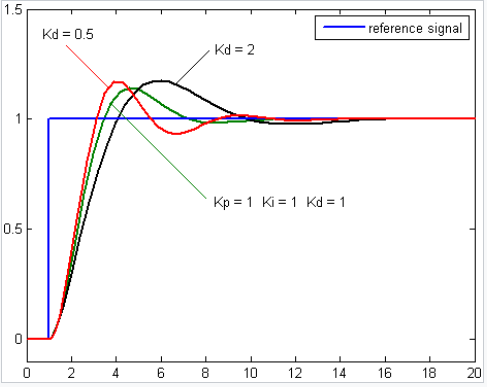 1.5
reference signal
Kd = 0.5
Kd = 2
1
Kp = 1 Ki = 1 Kd = 1
0.5
0
0 2 4 6 8 10 12 14 16 18 20